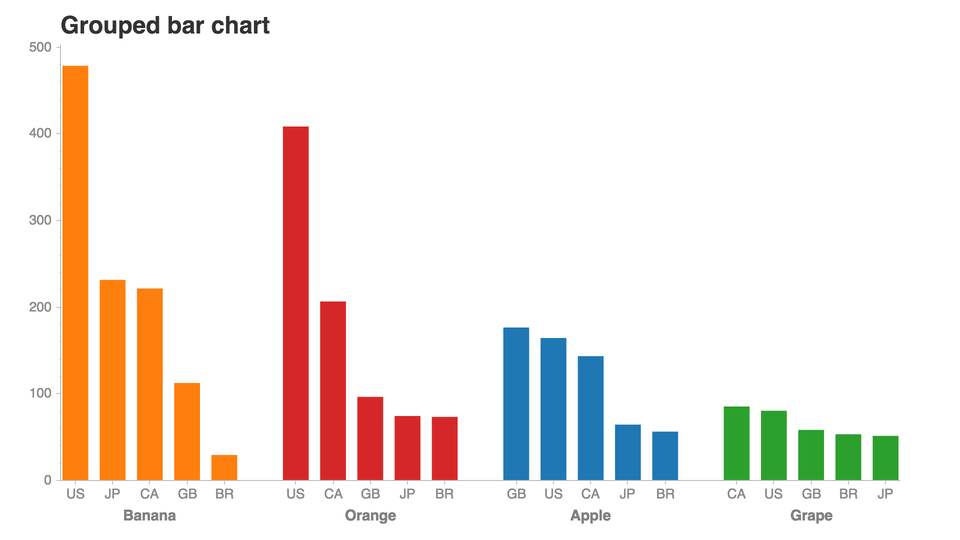 Grouped bar chart
500
400
300
200
100
0
US JP CA GB BR US CA GB JP BR GB US CA JP BR CA US GB BR JP
Banana Orange Apple Grape